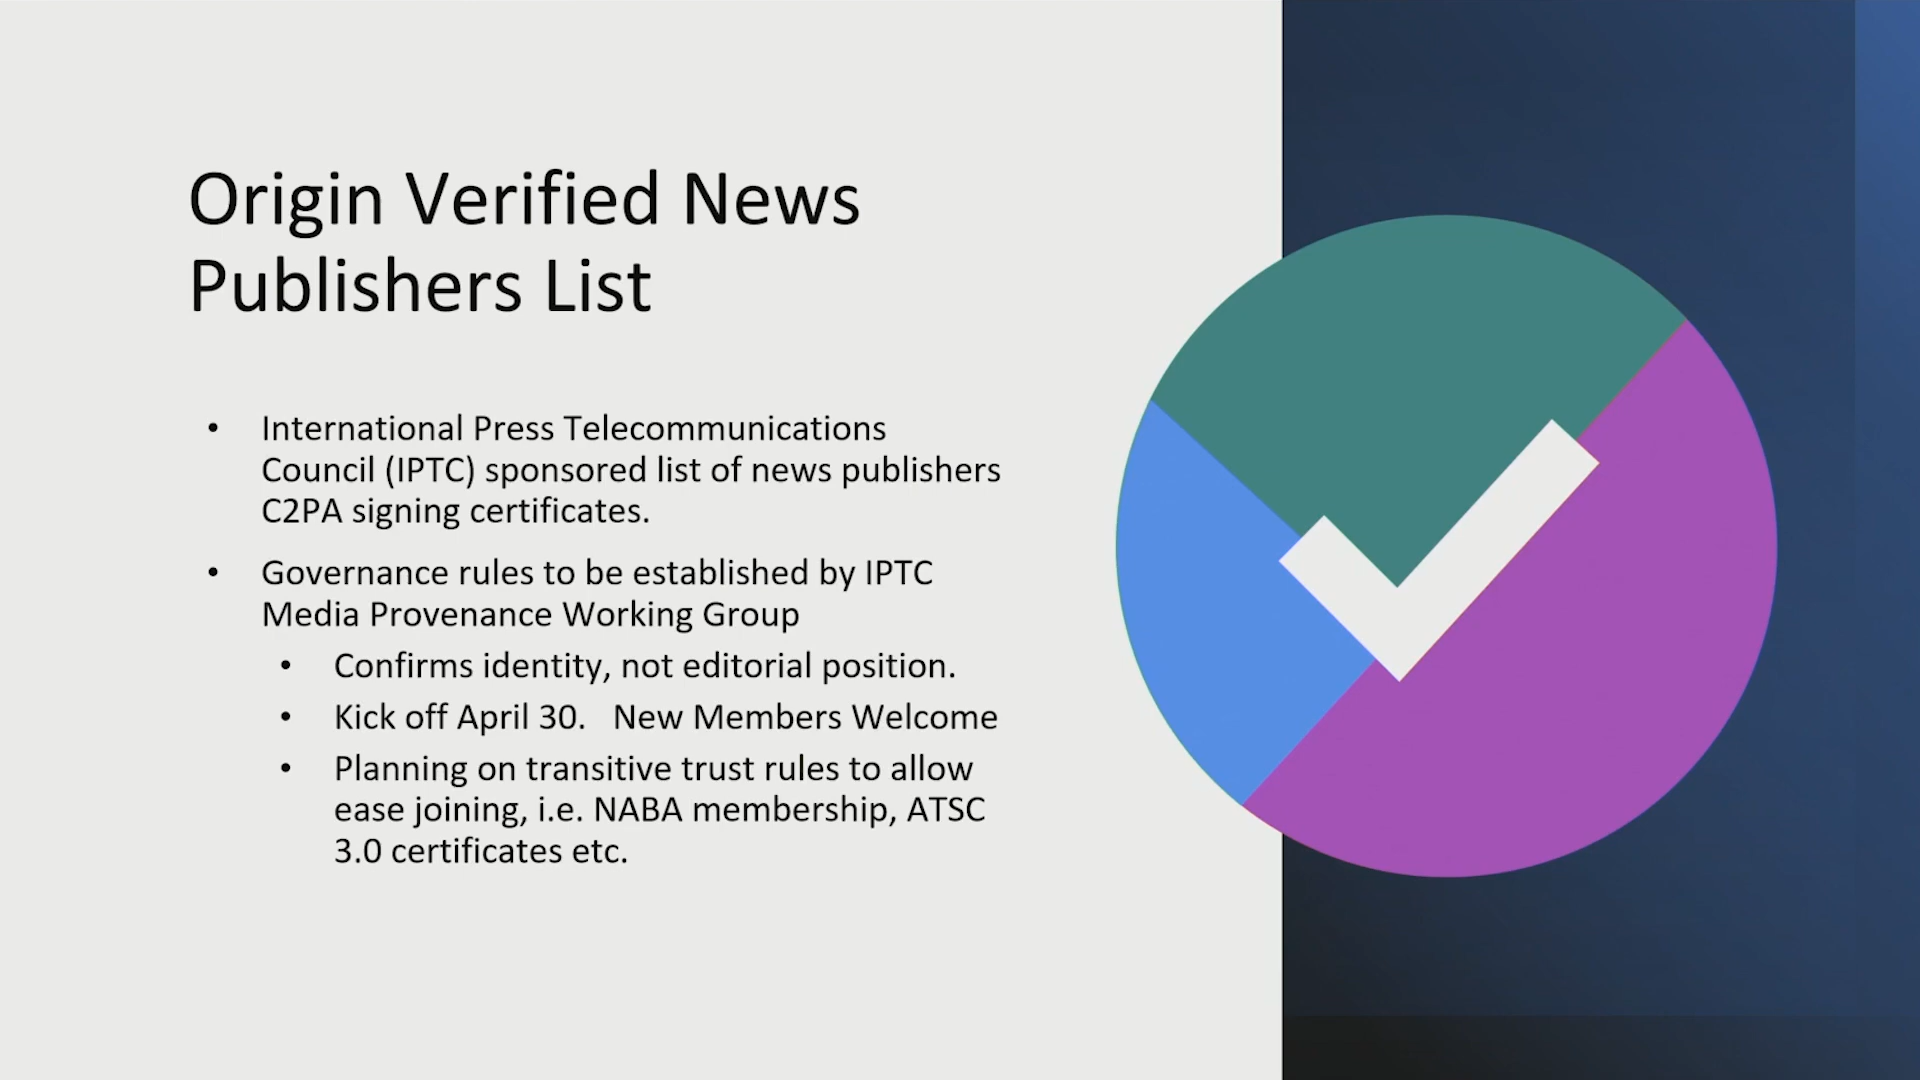 Origin Verified News
Publishers List
• International Press Telecommunications
Council (IPTC) sponsored list of news publishers
C2PA signing certificates.
• Governance rules to be established by IPTC
Media Provenance Working Group
• Confirms identity, not editorial position.
• Kick off April 30.   New Members Welcome
• Planning on transitive trust rules to allow
ease joining, i.e. NABA membership, ATSC
3.0 certificates etc.